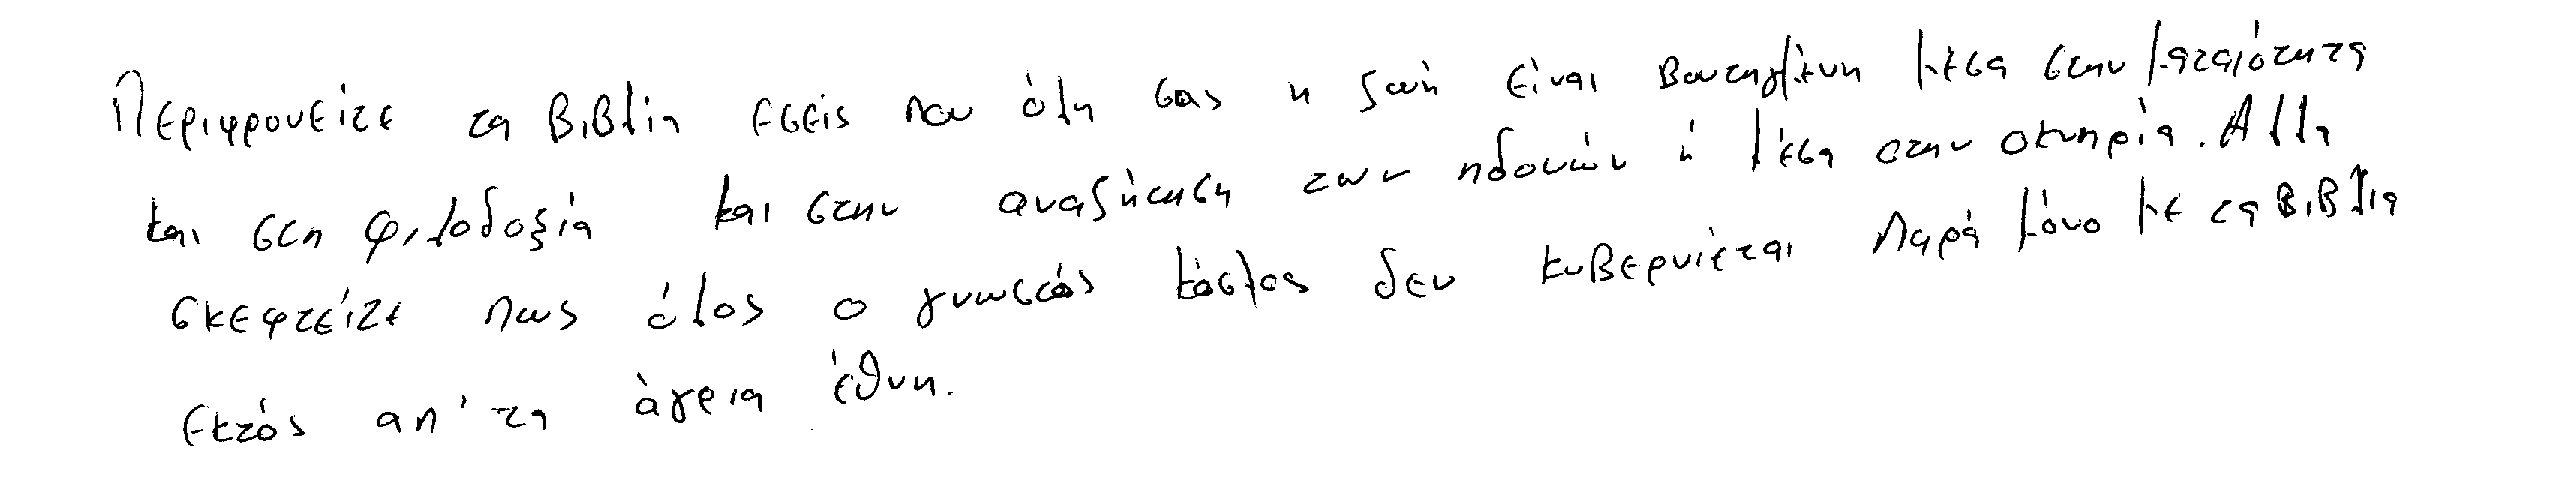 Περιφρονείτε τα βιβλία εσείς που όλη σας η ζωή είναι βουτηγμένη μέσα στην ματαιότητα
και στη φιλοδοξία και στην αναζήτηση των ηδονών ή μέσα στην οκνηρία. Αλλά
σκεφτείτε πως όλος ο γνωστός κόσμος δεν κυβερνιέται παρά μόνο με τα βιβλία
εκτός απ' τα άγρια έθνη.